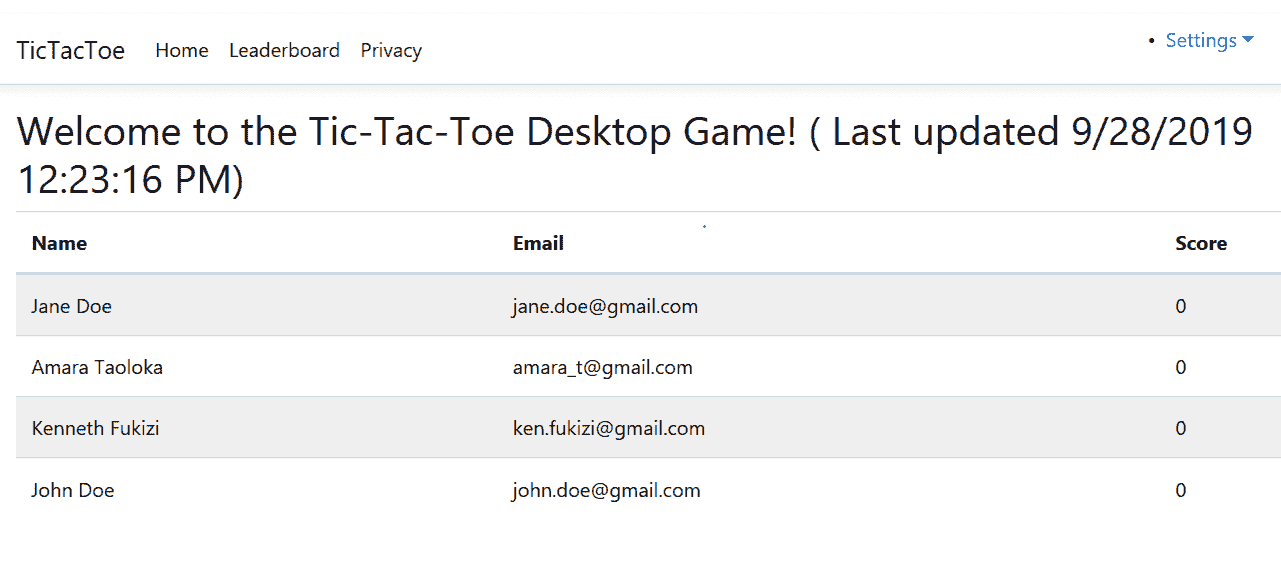 TicTacToe Home Leaderboard Privacy • Settings
Welcome to the Tic-Tac-Toe Desktop Game! ( Last updated 9/28/2019
12:23:16 PM)
Name Email Score
Jane Doe jane.doe@gmail.com 0
Amara Taoloka amara_t@gmail.com 0
Kenneth Fukizi ken.fukizi@gmail.com 0
John Doe john.doe@gmail.com 0